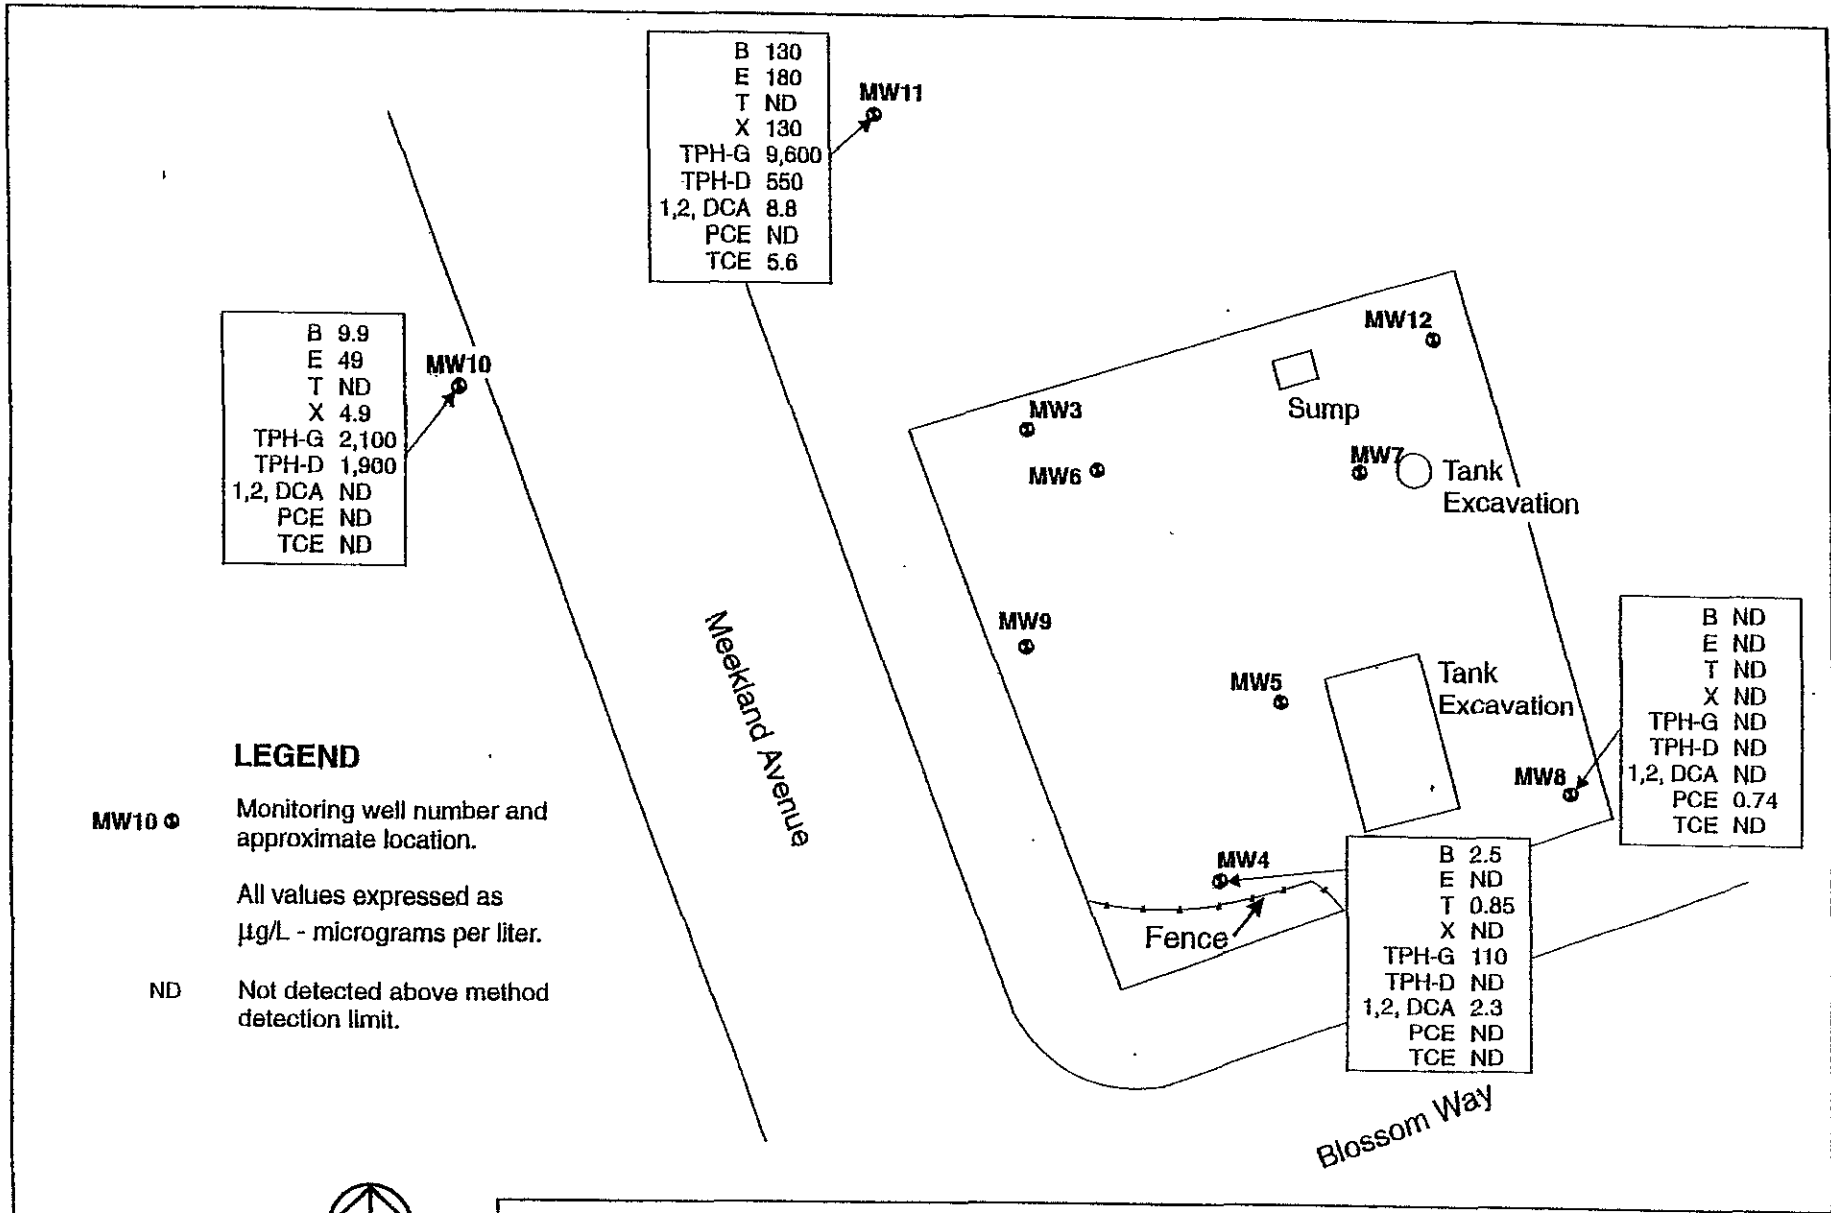 B 130
E 180
T ND
X 130
TPH-G 9,600
TPH-D 550
1,2, DCA 8.8
PCE ND
TCE 5.6
MW11
B 9.9
E 49
T ND
X 4.9
TPH-G 2,100
TPH-D 1,900
1,2, DCA ND
PCE ND
TCE ND
MW10
MW12
Sump
MW3
MW6
MW7
Tank
Excavation
MW9
Meekland Avenue
MW5
Tank
Excavation
B ND
E ND
T ND
X ND
TPH-G ND
TPH-D ND
1,2, DCA ND
PCE 0.74
TCE ND
MW8
MW4
Fence
B 2.5
E ND
T 0.85
X ND
TPH-G 110
TPH-D ND
1,2, DCA 2.3
PCE ND
TCE ND
Blossom Way
LEGEND
MW10 Monitoring well number and
approximate location.
All values expressed as
µg/L - micrograms per liter.
ND Not detected above method
detection limit.